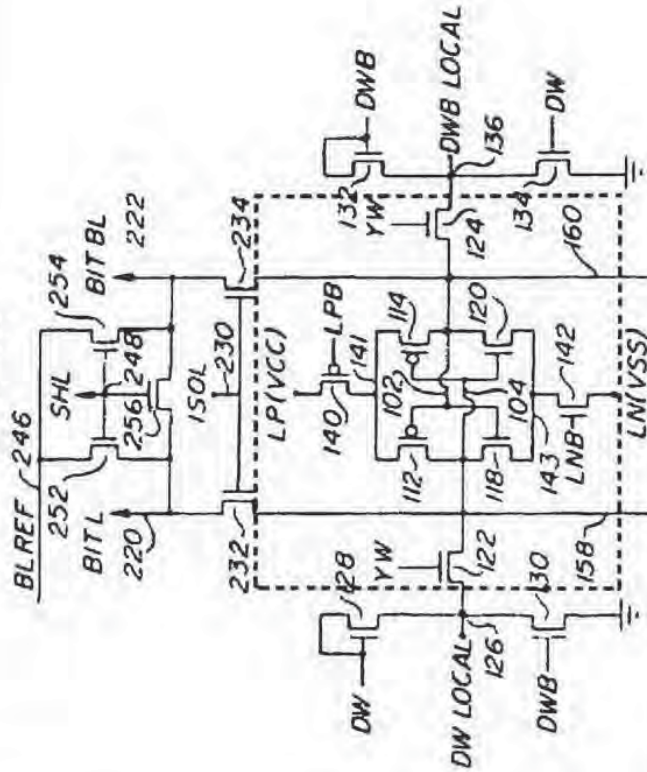 BL REF 246
252
SHL
254
248
256
BIT L
BIT BL
220
222
ISOL
230
232
234
LP(VCC)
LPB
140
141
DW
128
YW
122
DW LOCAL
126
DWB
130
158
112
102
114
118
104
120
143
LNB
142
LN(VSS)
160
YW
124
132
DWB
DWB LOCAL
136
134
DW